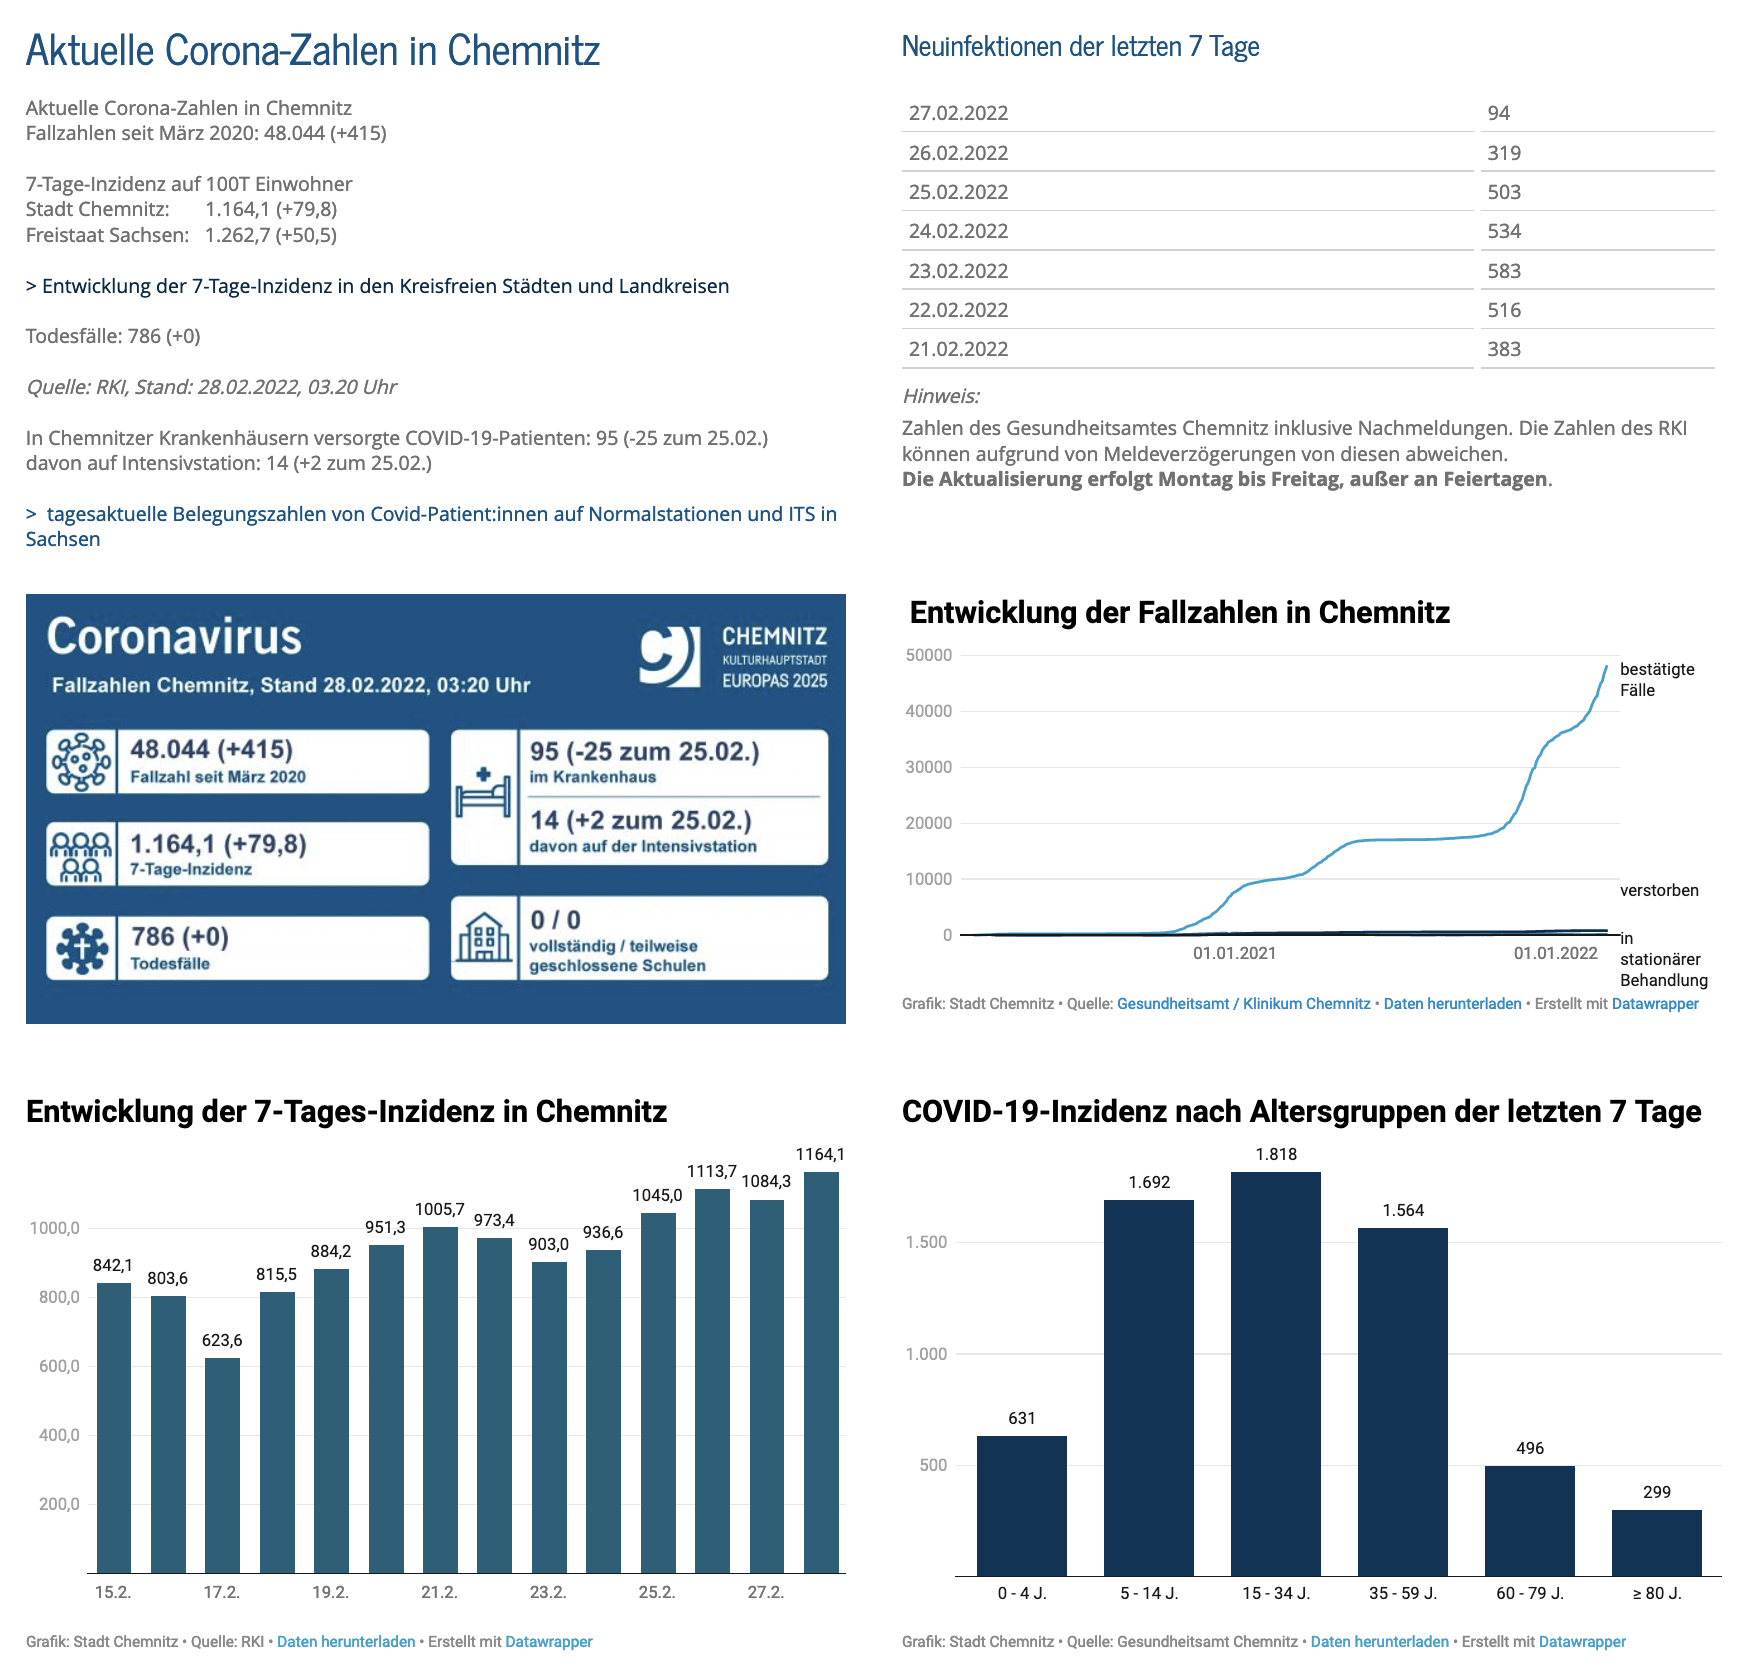 Aktuelle Corona-Zahlen in Chemnitz
Aktuelle Corona-Zahlen in Chemnitz
Fallzahlen seit März 2020: 48.044 (+415)
7-Tage-Inzidenz auf 100T Einwohner
Stadt Chemnitz: 1.164,1 (+79,8)
Freistaat Sachsen: 1.262,7 (+50,5)
> Entwicklung der 7-Tage-Inzidenz in den Kreisfreien Städten und Landkreisen
Todesfälle: 786 (+0)
Quelle: RKI, Stand: 28.02.2022, 03.20 Uhr
In Chemnitzer Krankenhäusern versorgte COVID-19-Patienten: 95 (-25 zum 25.02.)
davon auf Intensivstation: 14 (+2 zum 25.02.)
> tagesaktuelle Belegungszahlen von Covid-Patient:innen auf Normalstationen und ITS in
Sachsen
Neuinfektionen der letzten 7 Tage
27.02.2022 94
26.02.2022 319
25.02.2022 503
24.02.2022 534
23.02.2022 583
22.02.2022 516
21.02.2022 383
Hinweis:
Zahlen des Gesundheitsamtes Chemnitz inklusive Nachmeldungen. Die Zahlen des RKI
können aufgrund von Meldeverzögerungen von diesen abweichen.
Die Aktualisierung erfolgt Montag bis Freitag, außer an Feiertagen.
Coronavirus
Fallzahlen Chemnitz, Stand 28.02.2022, 03:20 Uhr
CHEMNITZ
KULTURHAUPTSTADT
EUROPAS 2025
48.044 (+415)
Fallzahl seit März 2020
1.164,1 (+79,8)
7-Tage-Inzidenz
786 (+0)
Todesfälle
95 (-25 zum 25.02.)
im Krankenhaus
14 (+2 zum 25.02.)
davon auf der Intensivstation
0 / 0
vollständig / teilweise
geschlossene Schulen
Entwicklung der Fallzahlen in Chemnitz
50000
40000
30000
20000
10000
0
bestätigte
Fälle
verstorben
in
stationärer
Behandlung
01.01.2021 01.01.2022
Grafik: Stadt Chemnitz • Quelle: Gesundheitsamt / Klinikum Chemnitz • Daten herunterladen • Erstellt mit Datawrapper
Entwicklung der 7-Tages-Inzidenz in Chemnitz
1000,0
800,0
600,0
400,0
200,0
842,1
803,6
623,6
815,5
884,2
951,3
1005,7
973,4
903,0
936,6
1045,0
1113,7
1084,3
1164,1
15.2. 17.2. 19.2. 21.2. 23.2. 25.2. 27.2.
Grafik: Stadt Chemnitz • Quelle: RKI • Daten herunterladen • Erstellt mit Datawrapper
COVID-19-Inzidenz nach Altersgruppen der letzten 7 Tage
1.500
1.000
500
631
1.692
1.818
1.564
496
299
0 - 4 J. 5 - 14 J. 15 - 34 J. 35 - 59 J. 60 - 79 J. ≥ 80 J.
Grafik: Stadt Chemnitz • Quelle: Gesundheitsamt Chemnitz • Daten herunterladen • Erstellt mit Datawrapper